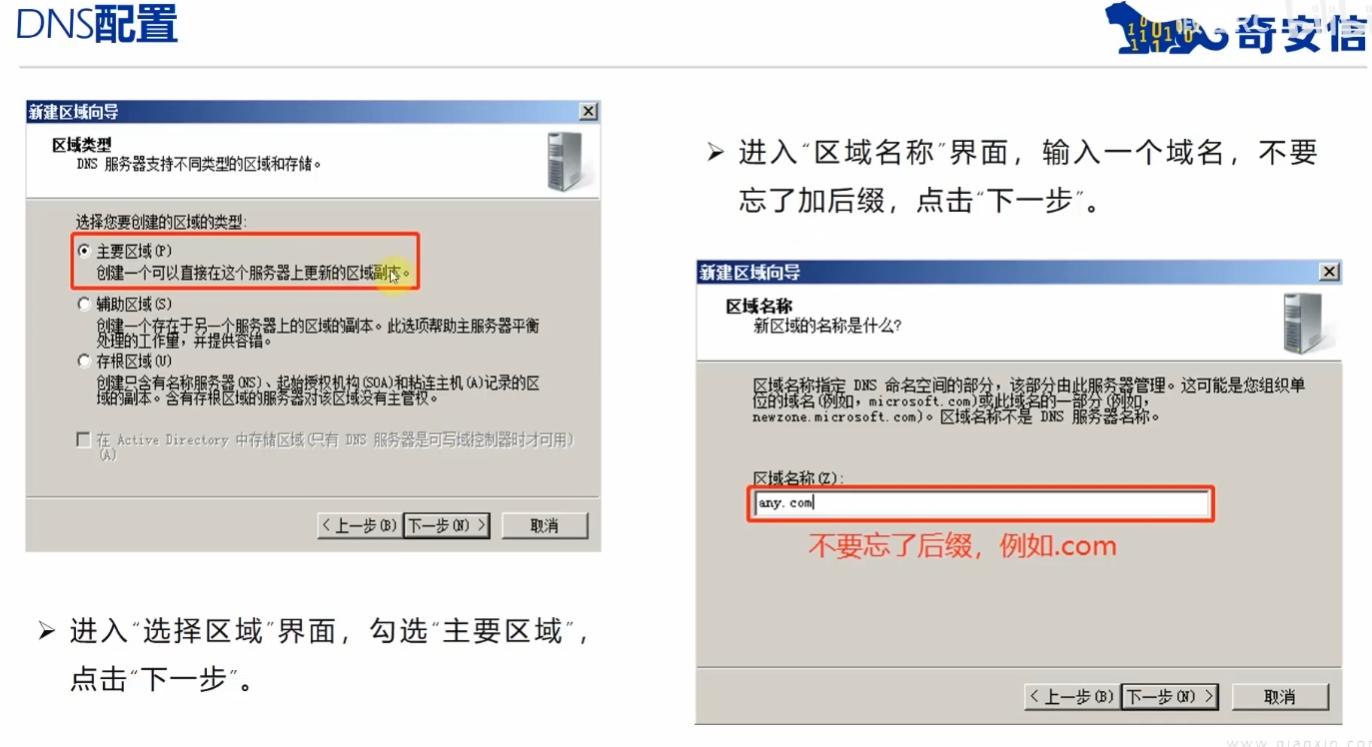 DNS配置
奇安信
新建区域向导
区域类型
DNS 服务器支持不同类型的区域和存储。
选择您要创建的区域的类型:
主要区域(P)
创建一个可以直接在这个服务器上更新的区域副本。
辅助区域(S)
创建一个存在于另一个服务器上的区域的副本。此选项帮助主服务器平衡
处理的工作量，并提供容错。
存根区域(U)
创建只含有名称服务器(NS)、起始授权机构(SOA)和粘连主机(A)记录的区
域的副本。含有存根区域的服务器对该区域没有主管权。
在 Active Directory 中存储区域(只有 DNS 服务器是可写域控制器时才可用)
(A)
< 上一步(B) 下一步(N) > 取消
➢ 进入“选择区域”界面，勾选“主要区域”，
点击“下一步”。
➢ 进入“区域名称”界面，输入一个域名，不要
忘了加后缀，点击“下一步”。
新建区域向导
区域名称
新区域的名称是什么?
区域名称指定 DNS 命名空间的部分，该部分由此服务器管理。这可能是您组织单
位的域名(例如，microsoft.com)或此域名的一部分(例如，
newzone.microsoft.com)。区域名称不是 DNS 服务器名称。
区域名称(Z):
any.com
不要忘了后缀，例如.com
< 上一步(B) 下一步(N) > 取消